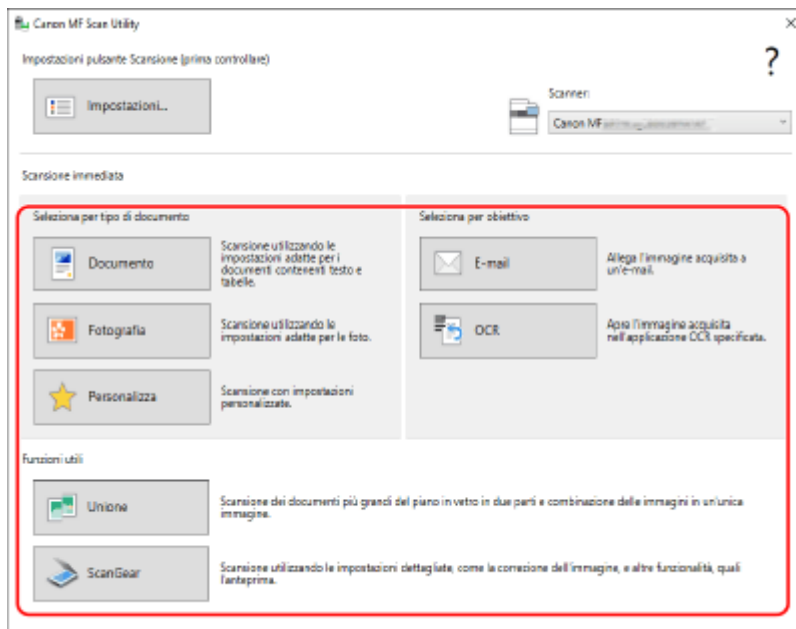 Canon MF Scan Utility
Impostazioni pulsante Scansione (prima controllare)
?
Impostazioni...
Scanner:
Canon MF
Scansione immediata
Seleziona per tipo di documento
Documento
Scansione utilizzando le
impostazioni adatte per i
documenti contenenti testo e
tabelle.
Fotografia
Scansione utilizzando le
impostazioni adatte per le foto.
Personalizza
Scansione con impostazioni
personalizzate.
Seleziona per obiettivo
E-mail
Allega l'immagine acquisita a
un'e-mail.
OCR
Apre l'immagine acquisita
nell'applicazione OCR specificata.
Funzioni utili
Unione
Scansione dei documenti più grandi del piano in vetro in due parti e combinazione delle immagini in un'unica
immagine.
ScanGear
Scansione utilizzando le impostazioni dettagliate, come la correzione dell'immagine, e altre funzionalità, quali
l'anteprima.